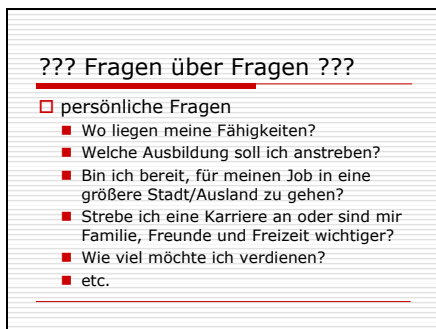 ??? Fragen über Fragen ???
persönliche Fragen
Wo liegen meine Fähigkeiten?
Welche Ausbildung soll ich anstreben?
Bin ich bereit, für meinen Job in eine
größere Stadt/Ausland zu gehen?
Strebe ich eine Karriere an oder sind mir
Familie, Freunde und Freizeit wichtiger?
Wie viel möchte ich verdienen?
etc.